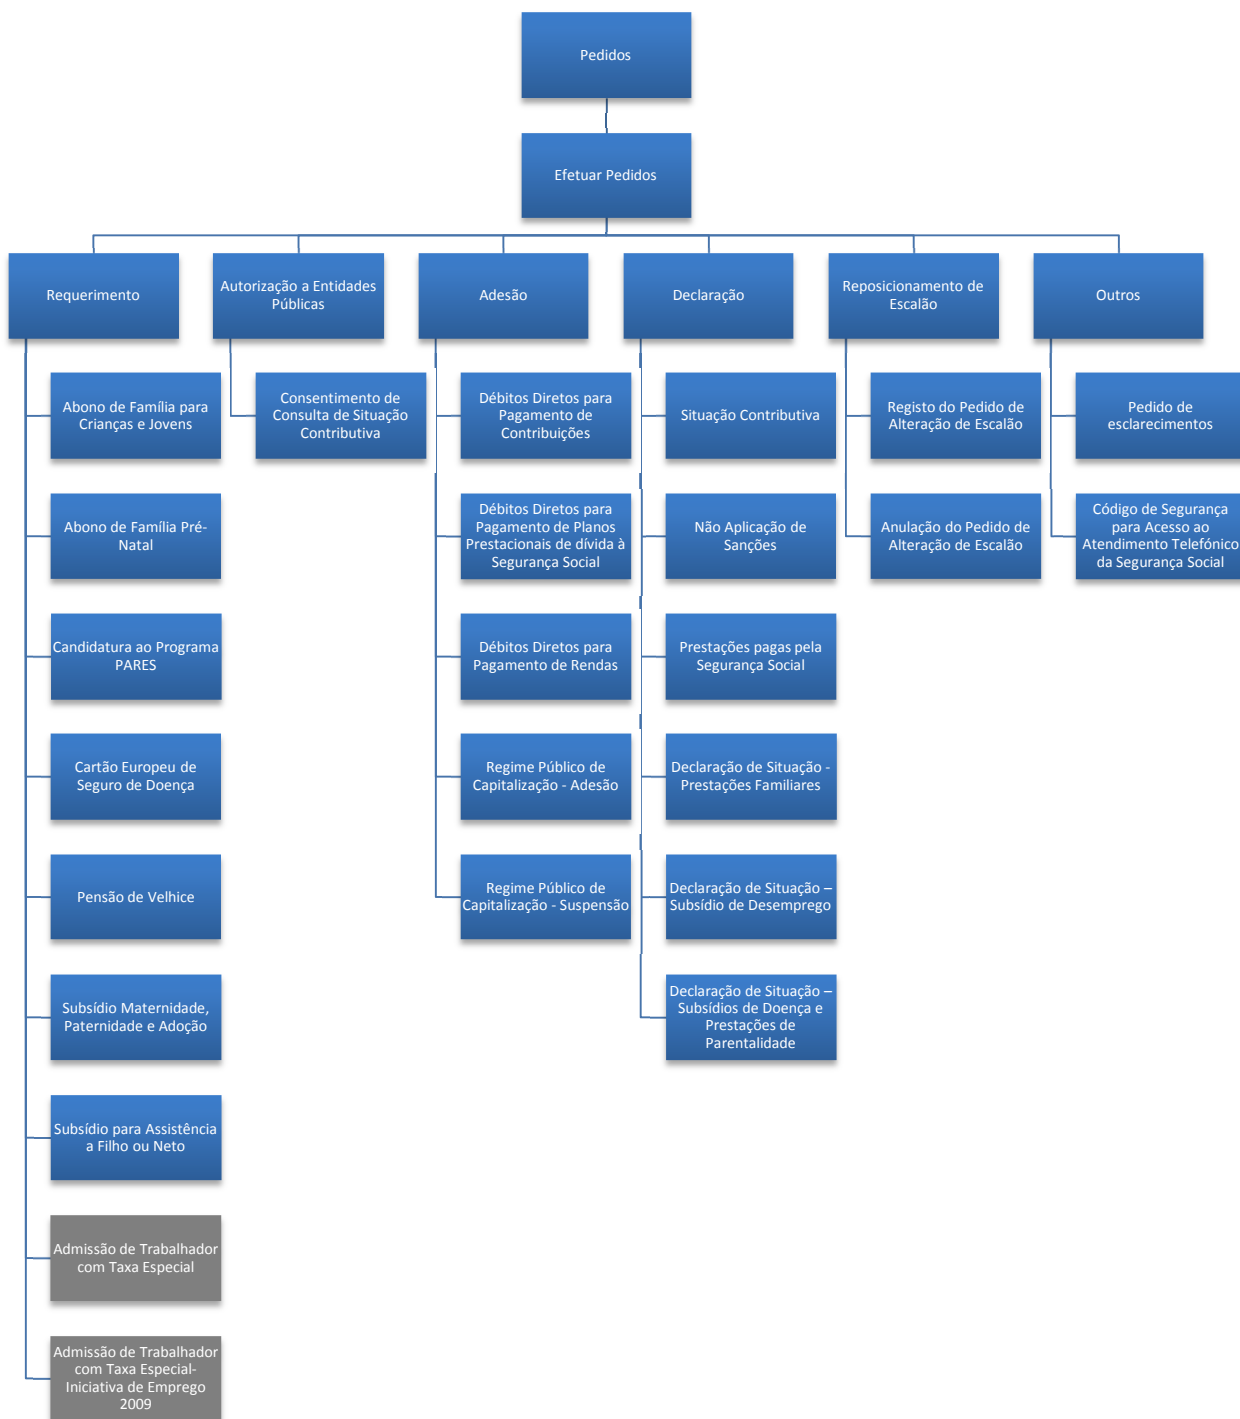 Pedidos
Efetuar Pedidos
Requerimento
Autorização a Entidades
Públicas
Adesão
Declaração
Reposicionamento de
Escalão
Outros
Abono de Família para
Crianças e Jovens
Abono de Família Pré-
Natal
Candidatura ao Programa
PARES
Cartão Europeu de
Seguro de Doença
Pensão de Velhice
Subsídio Maternidade,
Paternidade e Adoção
Subsídio para Assistência
a Filho ou Neto
Admissão de Trabalhador
com Taxa Especial
Admissão de Trabalhador
com Taxa Especial-
Iniciativa de Emprego
2009
Consentimento de
Consulta de Situação
Contributiva
Débitos Diretos para
Pagamento de
Contribuições
Débitos Diretos para
Pagamento de Planos
Prestacionais de dívida à
Segurança Social
Débitos Diretos para
Pagamento de Rendas
Regime Público de
Capitalização - Adesão
Regime Público de
Capitalização - Suspensão
Situação Contributiva
Não Aplicação de
Sanções
Prestações pagas pela
Segurança Social
Declaração de Situação -
Prestações Familiares
Declaração de Situação –
Subsídio de Desemprego
Declaração de Situação –
Subsídios de Doença e
Prestações de
Parentalidade
Registo do Pedido de
Alteração de Escalão
Anulação do Pedido de
Alteração de Escalão
Pedido de
esclarecimentos
Código de Segurança
para Acesso ao
Atendimento Telefónico
da Segurança Social